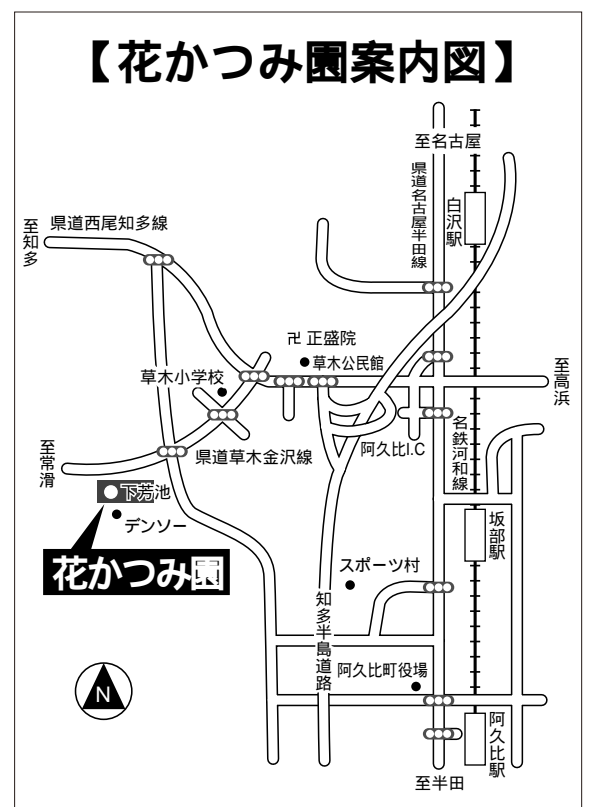 【花かつみ園案内図】
至名古屋
県道名古屋半田線
白沢駅
至知多
県道西尾知多線
卍 正盛院
草木公民館
至高浜
草木小学校
至常滑
県道草木金沢線
阿久比I.C
名鉄河和線
下芳池
デンソー
坂部駅
花かつみ園
スポーツ村
知多半島道路
阿久比町役場
N
阿久比駅
至半田